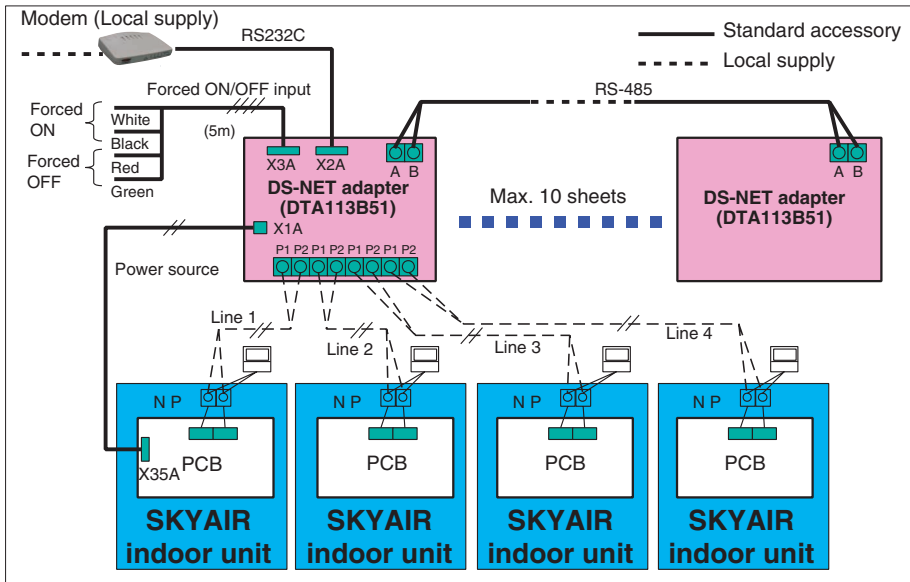 Modem (Local supply)
RS232C
Standard accessory
Local supply
Forced ON/OFF input
RS-485
Forced
ON
White
Black
(5m)
Forced
OFF
Red
Green
X3A
X2A
A B
A B
DS-NET adapter
(DTA113B51)
Max. 10 sheets
DS-NET adapter
(DTA113B51)
X1A
P1 P2 P1 P2 P1 P2 P1 P2
Power source
Line 1
Line 2
Line 3
Line 4
N P
N P
N P
N P
X35A
PCB
PCB
PCB
PCB
SKYAIR
indoor unit
SKYAIR
indoor unit
SKYAIR
indoor unit
SKYAIR
indoor unit